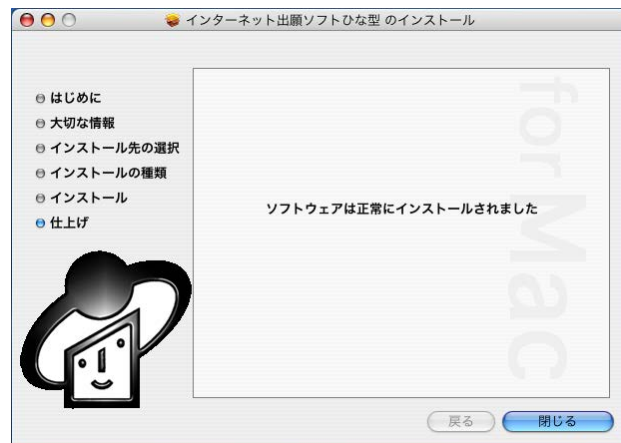 インターネット出願ソフトひな型 のインストール
はじめに
大切な情報
インストール先の選択
インストールの種類
インストール
仕上げ
ソフトウェアは正常にインストールされました
for Mac
戻る
閉じる